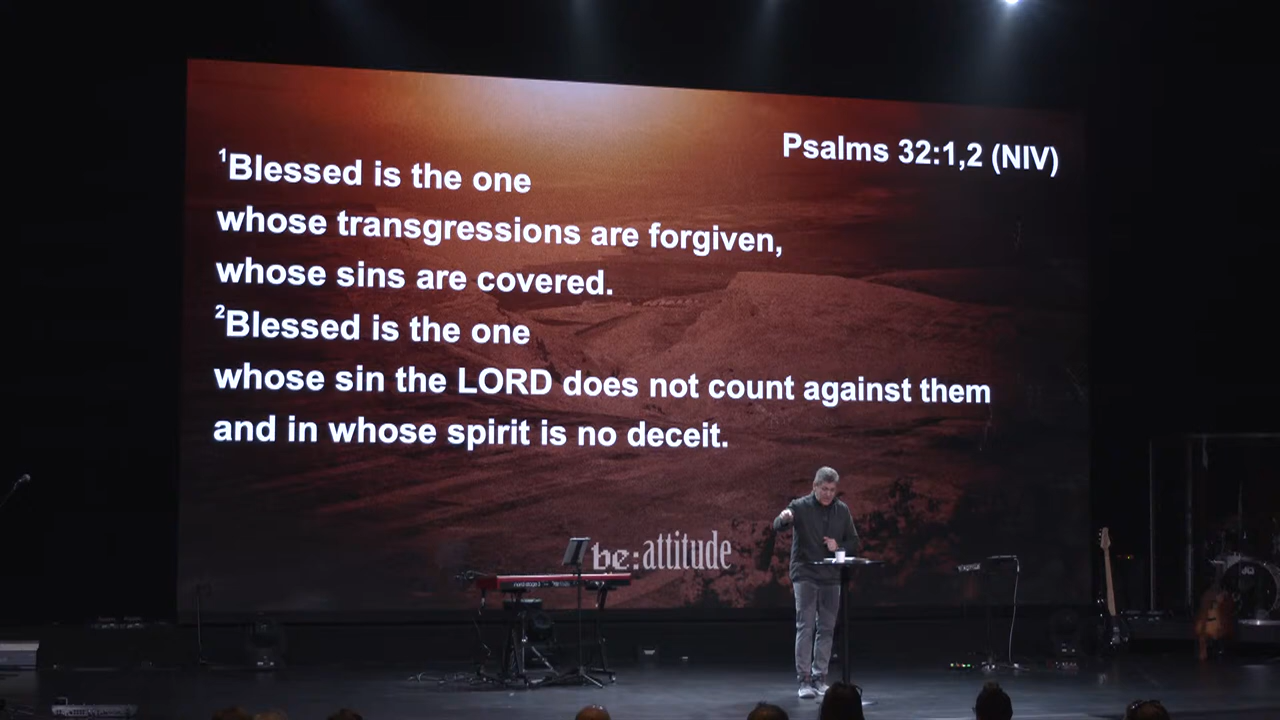 Psalms 32:1,2 (NIV)
¹Blessed is the one
whose transgressions are forgiven,
whose sins are covered.
²Blessed is the one
whose sin the LORD does not count against them
and in whose spirit is no deceit.
be:attitude